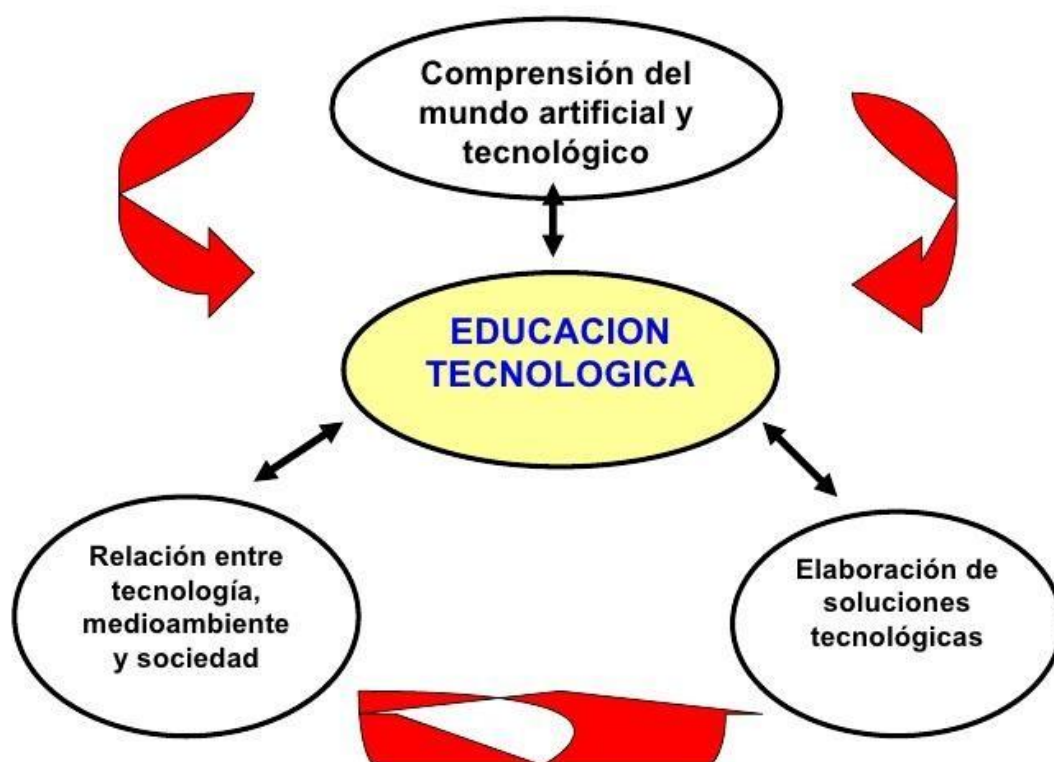 Comprensión del
mundo artificial y
tecnológico
EDUCACION
TECNOLOGICA
Relación entre
tecnología,
medioambiente
y sociedad
Elaboración de
soluciones
tecnológicas